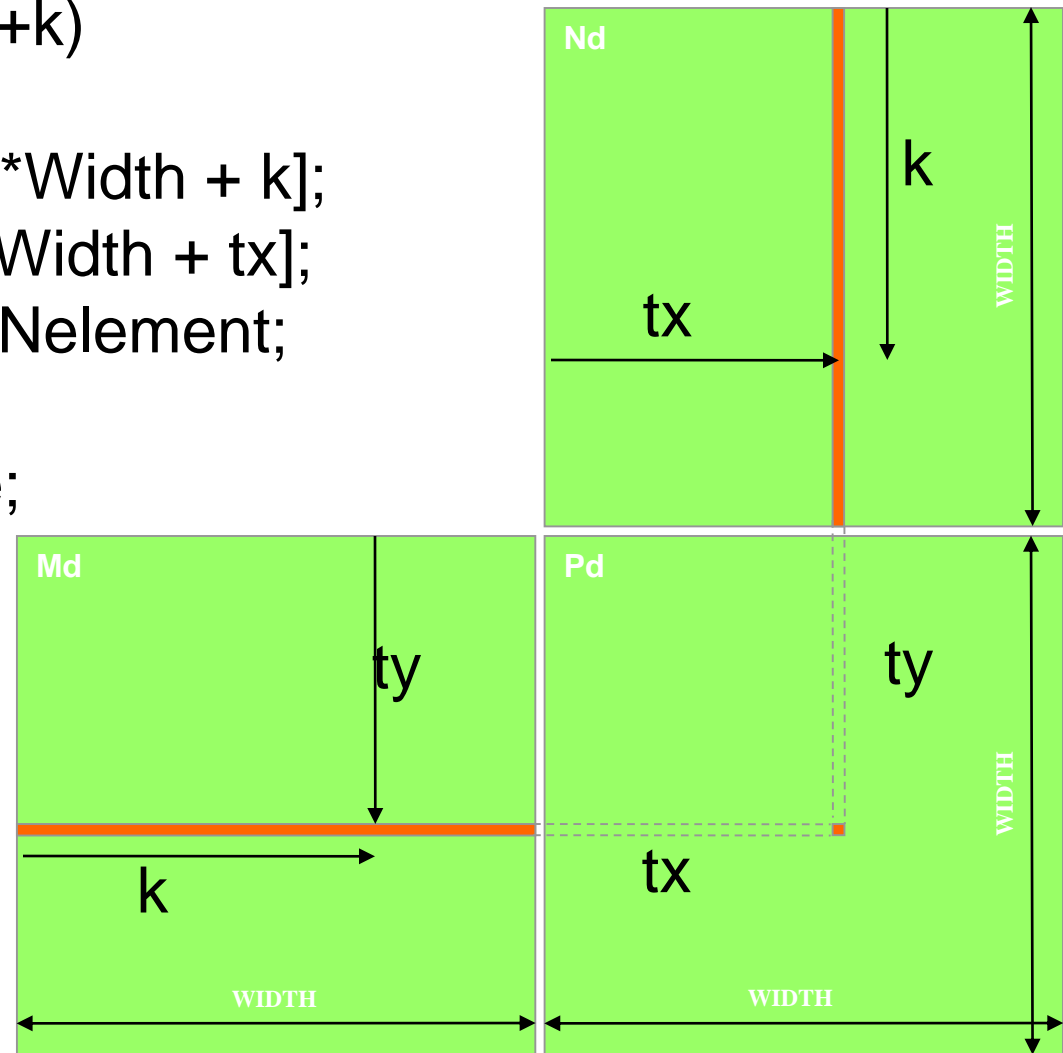 +k)
*Width + k];
Width + tx];
Nelement;
;
Nd
k
WIDTH
tx
Md
ty
k
WIDTH
Pd
ty
WIDTH
tx
WIDTH